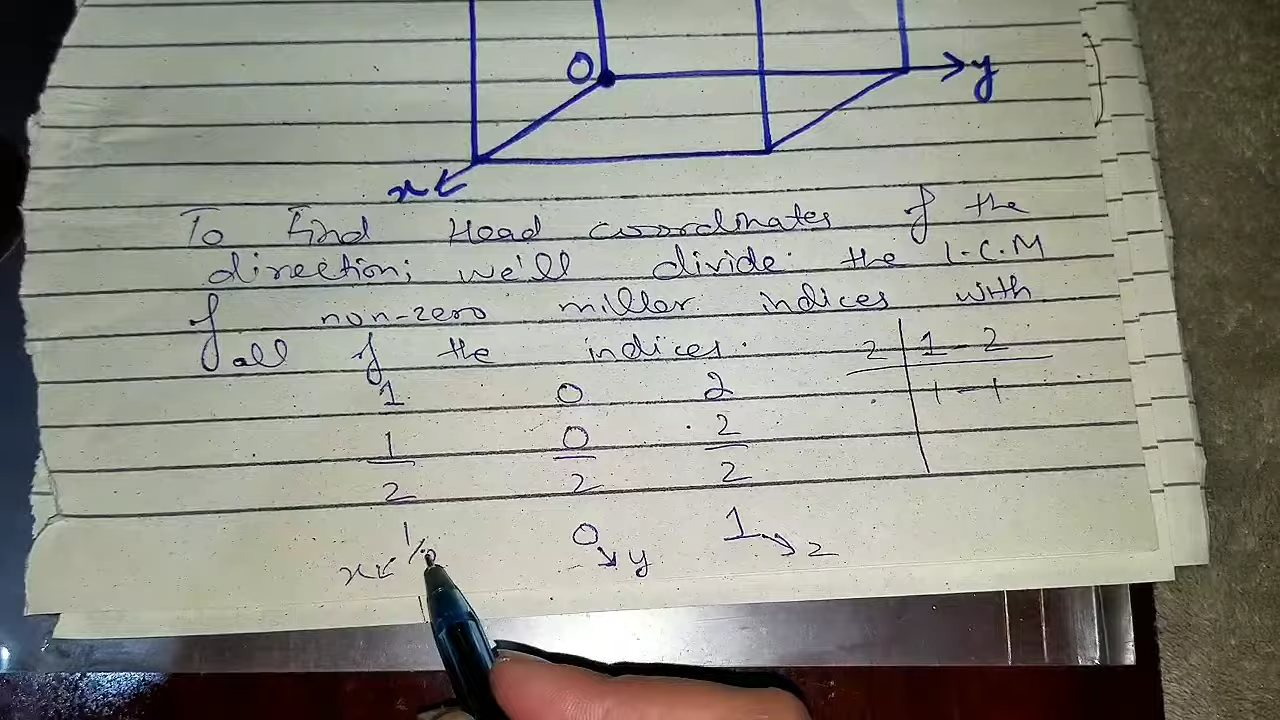 O
y
x
To Find Head coordinates of the
direction; we'll divide the L.C.M
of non-zero miller indices with
all of the indices.
2 | 1 - 2
1 0 2
1 - 1
1/2 0/2 2/2
x 1/2 0 y 1 z